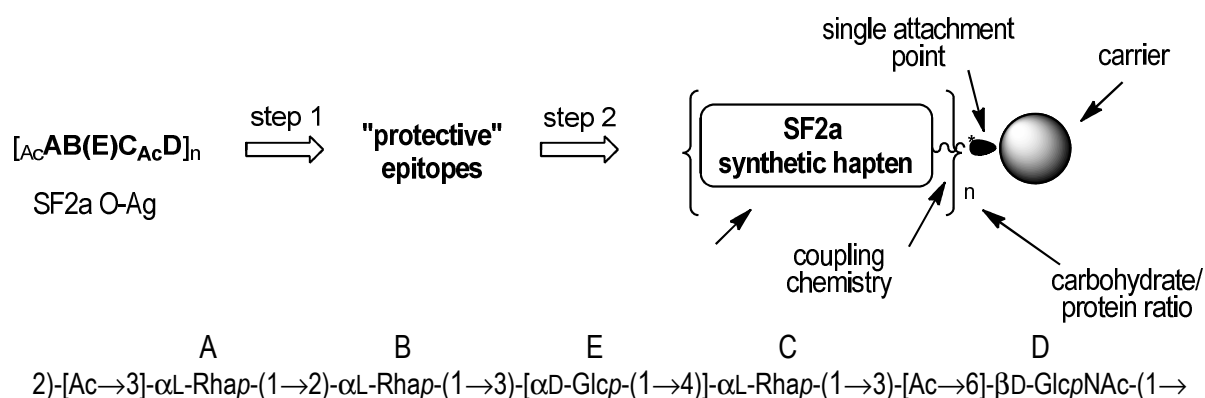 single attachment
point
carrier
step 1
step 2
[AcAB(E)CAcD]n
"protective"
epitopes
SF2a
synthetic hapten
*
n
SF2a O-Ag
coupling
chemistry
carbohydrate/
protein ratio
A B E C D
2)-[Ac→3]-αL-Rhap-(1→2)-αL-Rhap-(1→3)-[αD-Glcp-(1→4)]-αL-Rhap-(1→3)-[Ac→6]-βD-GlcpNAc-(1→